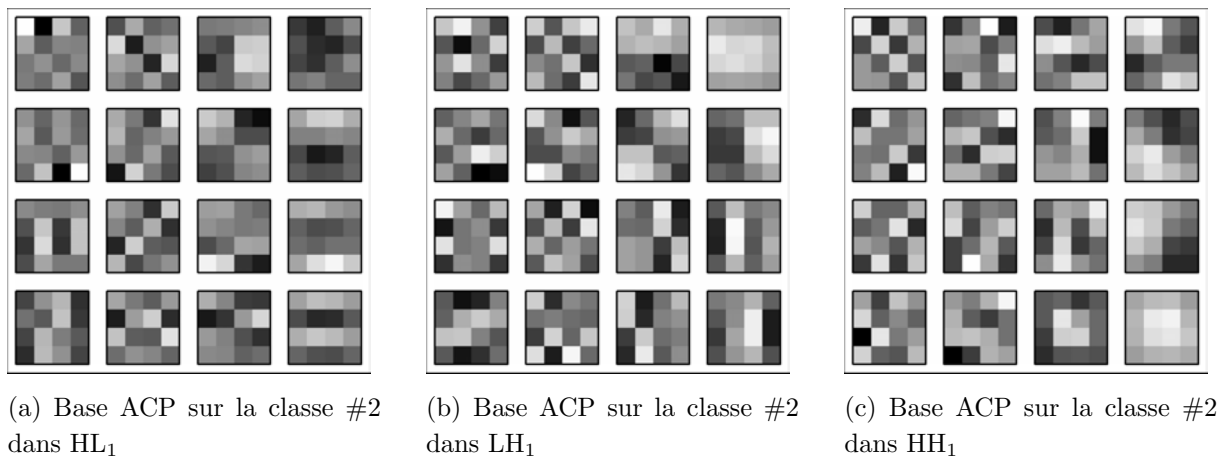 (a) Base ACP sur la classe #2
dans HL₁
(b) Base ACP sur la classe #2
dans LH₁
(c) Base ACP sur la classe #2
dans HH₁